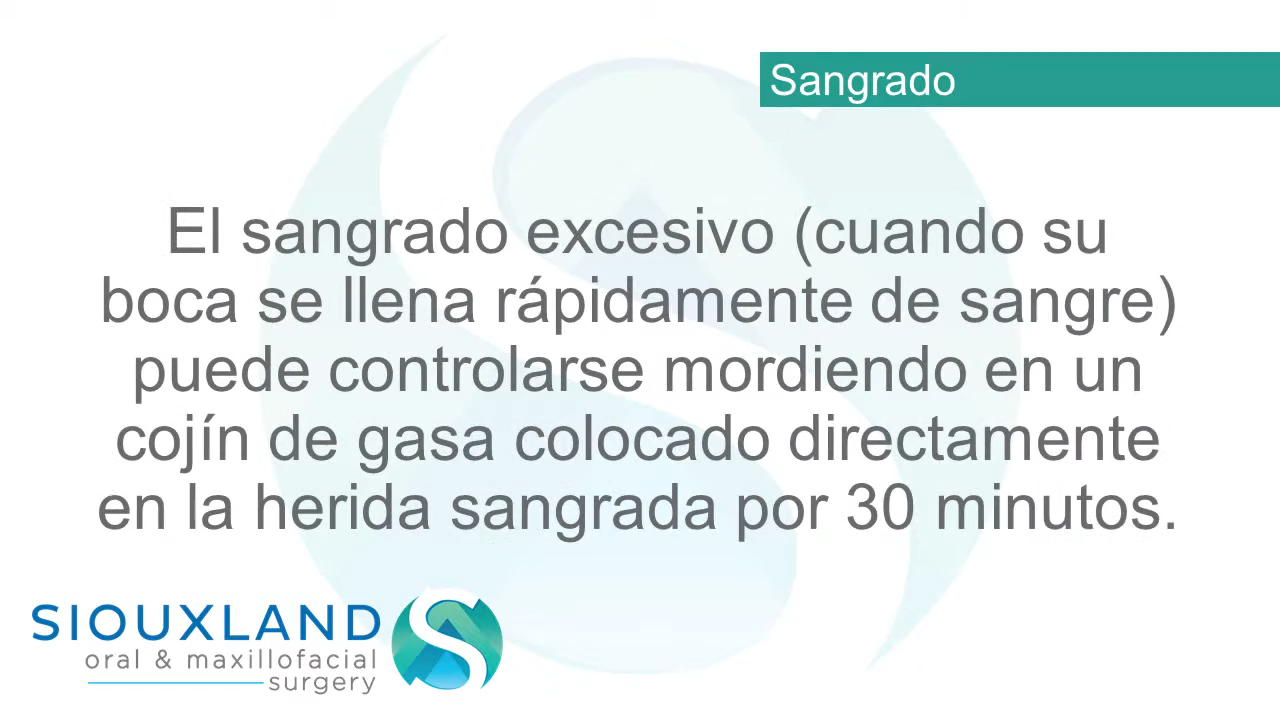 Sangrado
El sangrado excesivo (cuando su
boca se llena rápidamente de sangre)
puede controlarse mordiendo en un
cojín de gasa colocado directamente
en la herida sangrada por 30 minutos.
SIOUXLAND
oral & maxillofacial
surgery